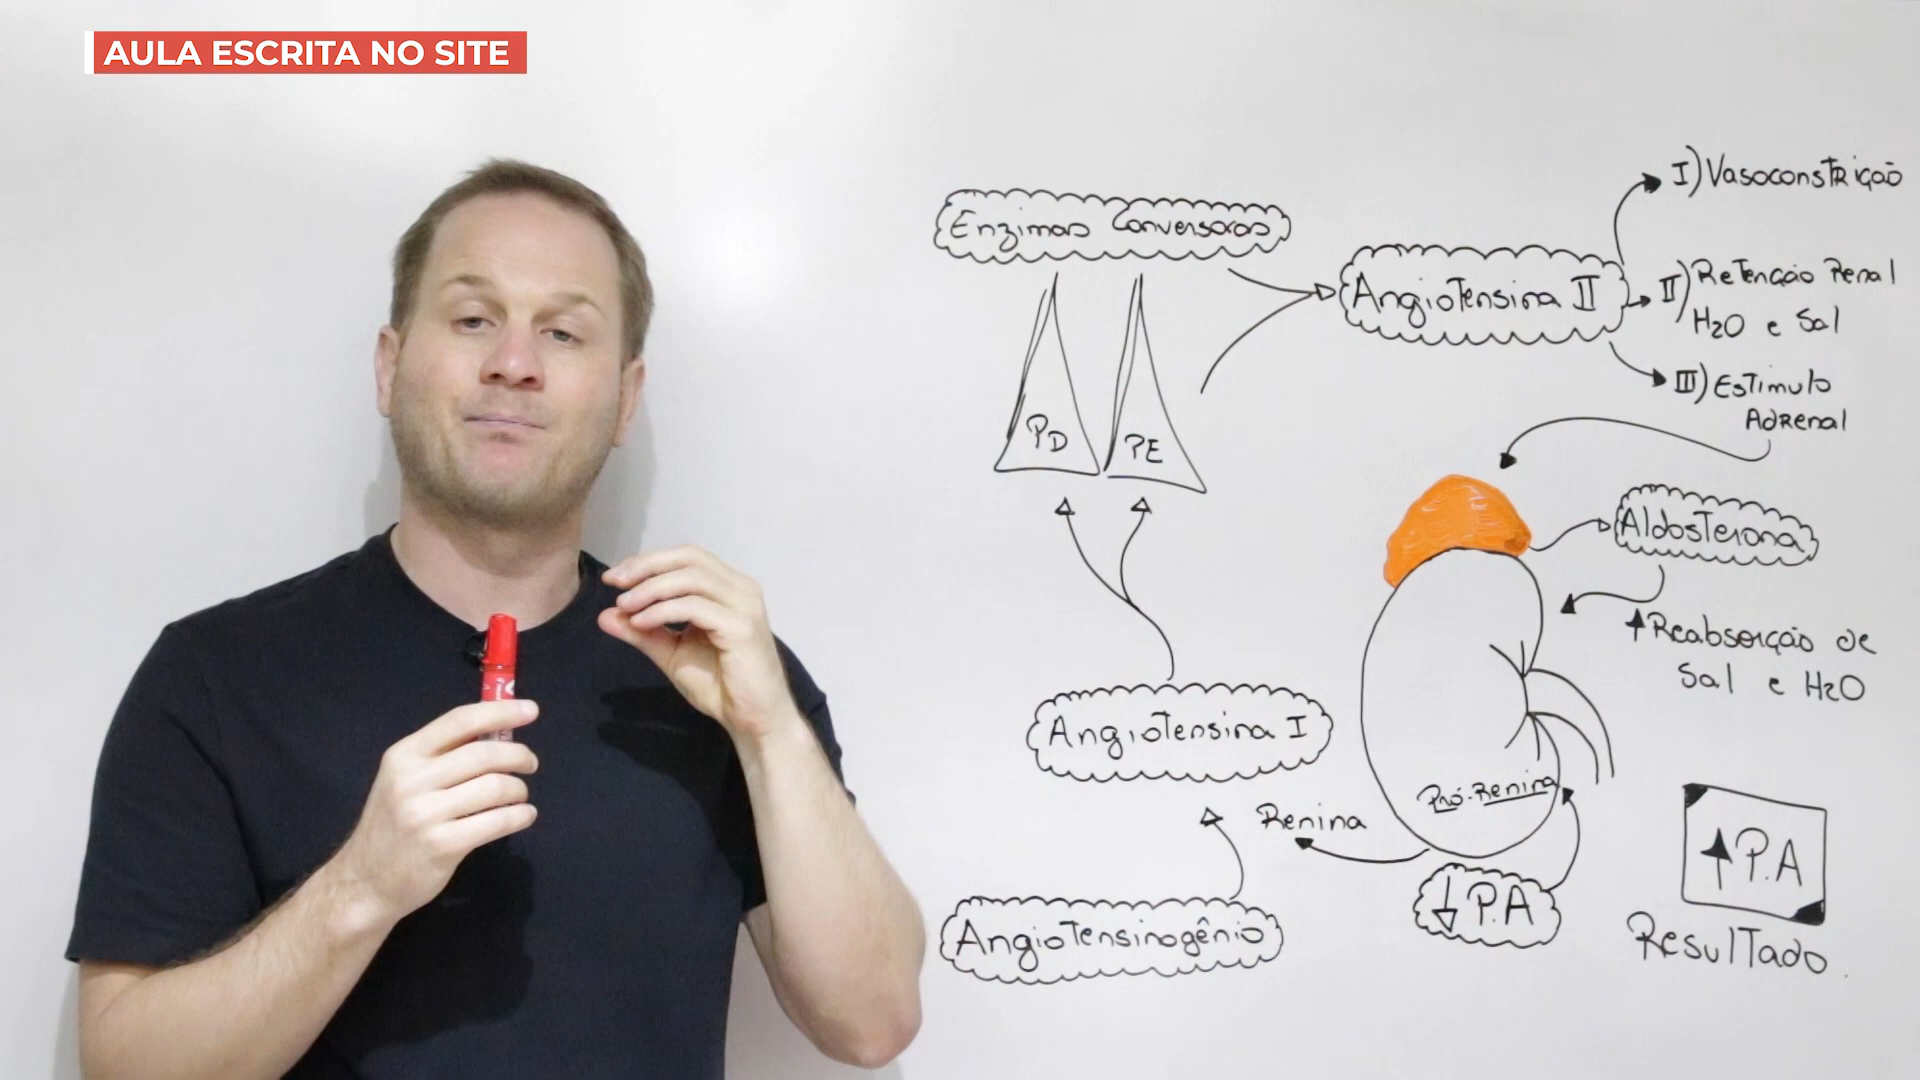 AULA ESCRITA NO SITE
Enzimas Conversoras
Angiotensina II
I) Vasoconstrição
II) Retenção Renal
H2O e Sal
III) Estímulo
Adrenal
PD
PE
Aldosterona
↑ Reabsorção de
Sal e H2O
Angiotensina I
Renina
Pró-Renina
↓ P.A
Angiotensinogênio
↑ P.A
Resultado